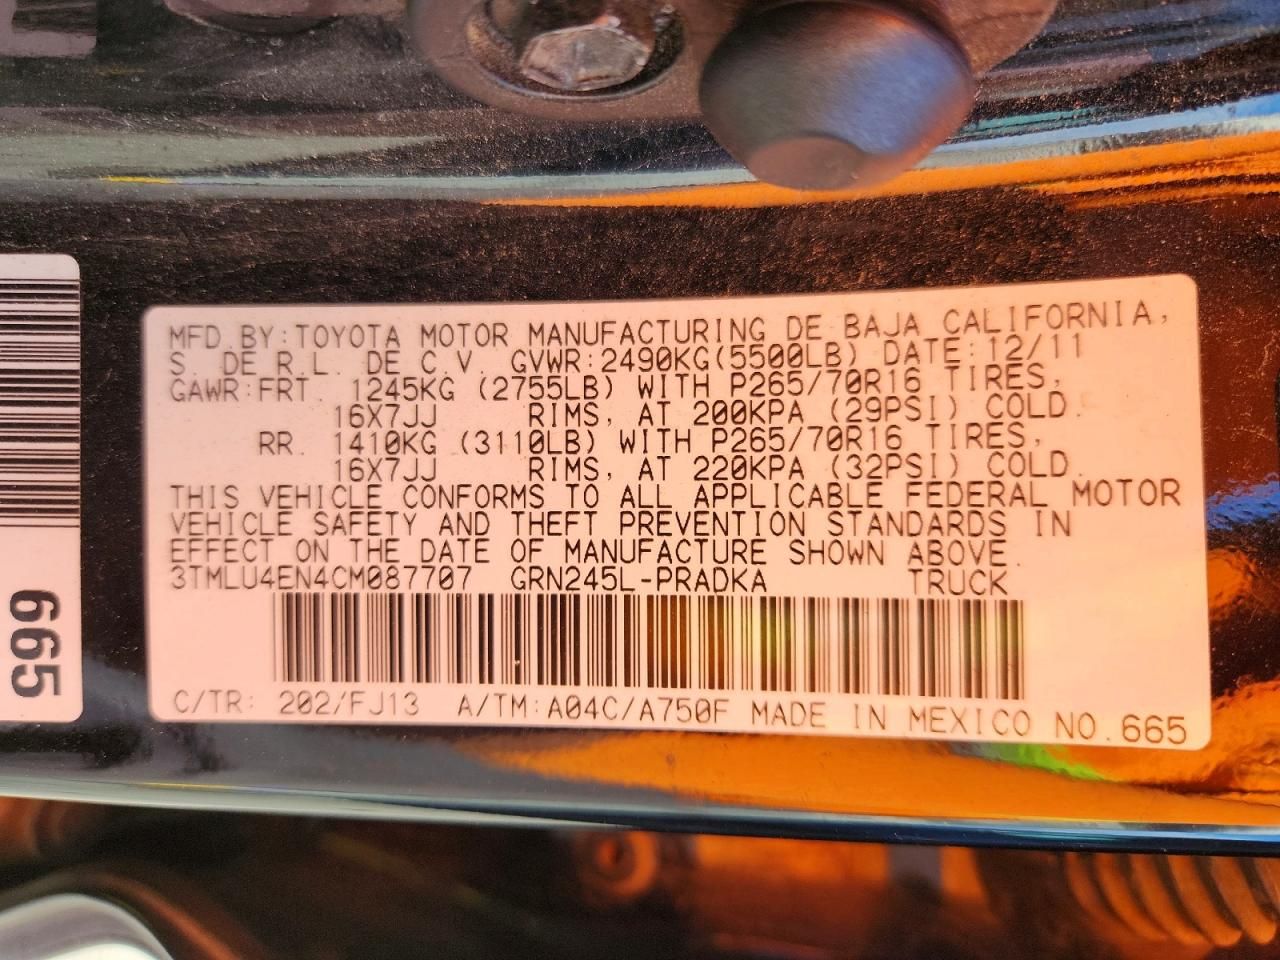 MFD.BY:TOYOTA MOTOR MANUFACTURING DE BAJA CALIFORNIA,
S. DE R.L. DE C.V. GVWR:2490KG(5500LB) DATE:12/11
GAWR:FRT. 1245KG (2755LB) WITH P265/70R16 TIRES,
16X7JJ RIMS, AT 200KPA (29PSI) COLD.
RR. 1410KG (3110LB) WITH P265/70R16 TIRES,
16X7JJ RIMS, AT 220KPA (32PSI) COLD.
THIS VEHICLE CONFORMS TO ALL APPLICABLE FEDERAL MOTOR
VEHICLE SAFETY AND THEFT PREVENTION STANDARDS IN
EFFECT ON THE DATE OF MANUFACTURE SHOWN ABOVE.
3TMLU4EN4CM087707 GRN245L-PRADKA TRUCK
C/TR: 202/FJ13 A/TM:A04C/A750F MADE IN MEXICO NO.665
665